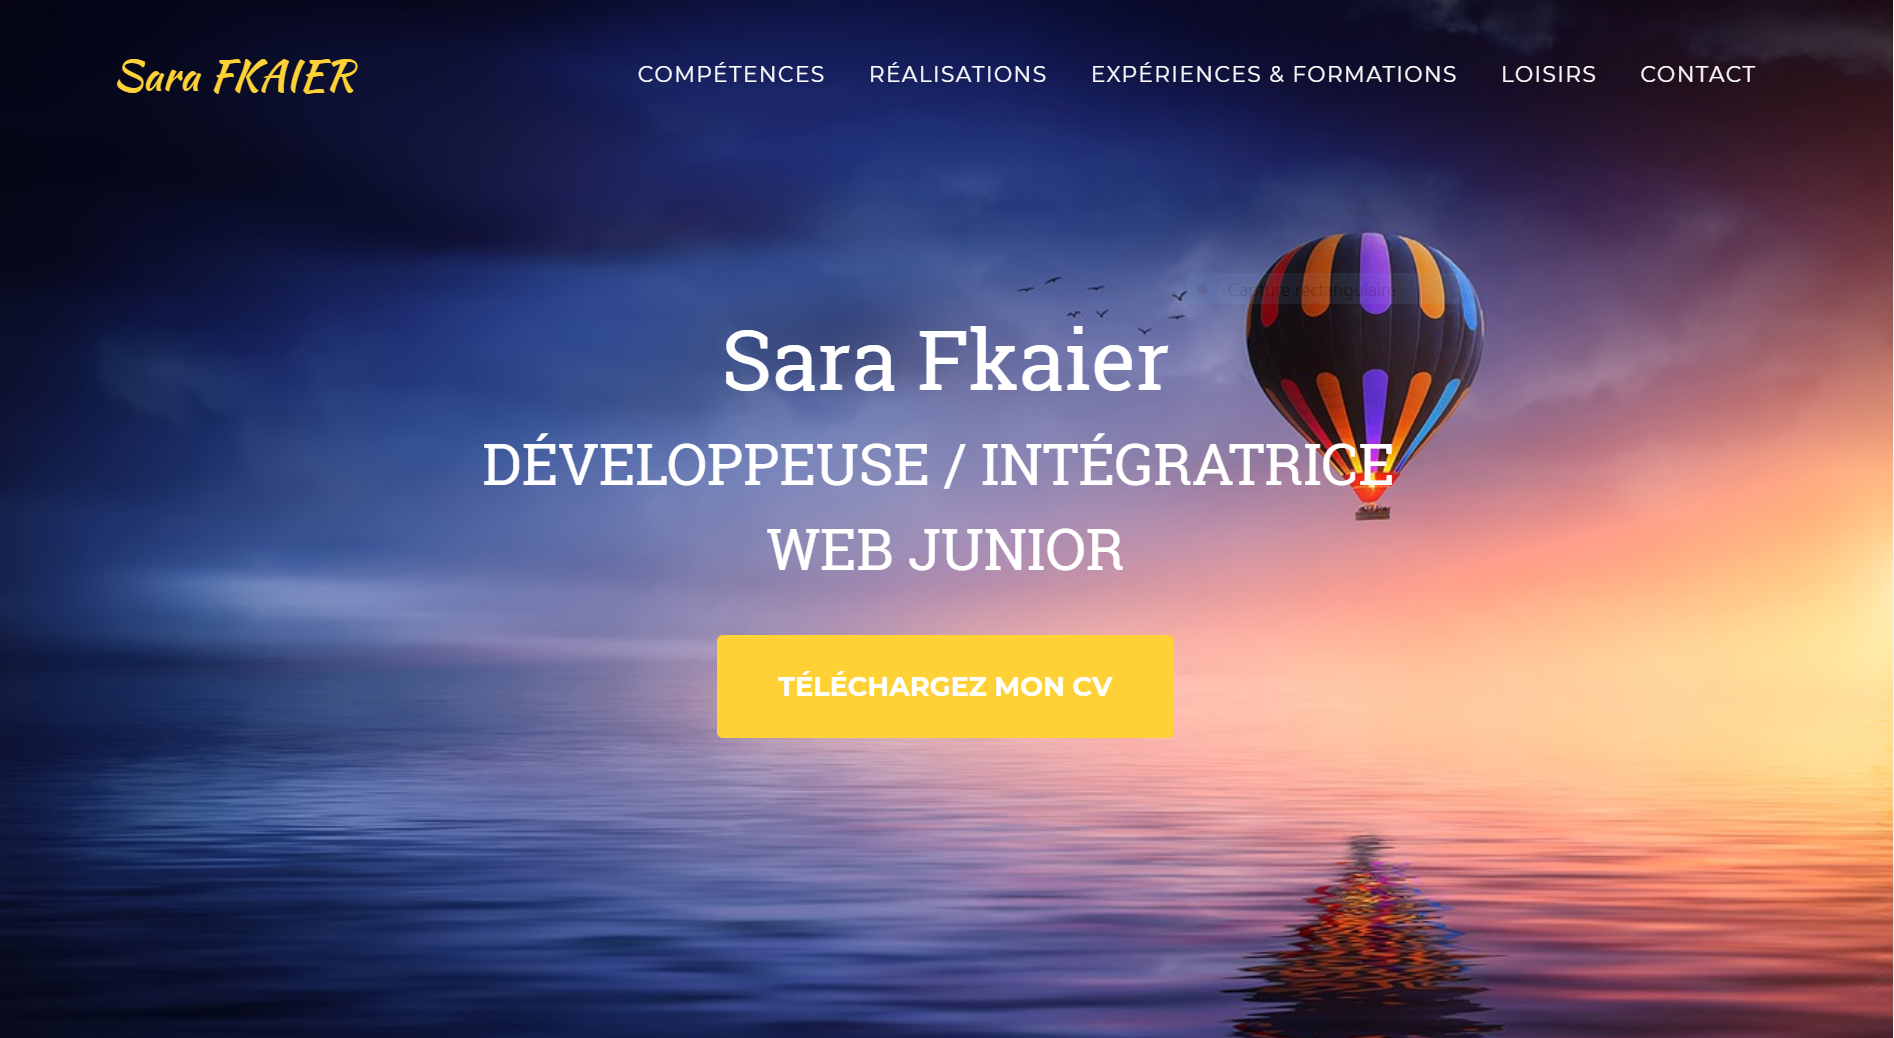 Sara FKAIER
COMPÉTENCES RÉALISATIONS EXPÉRIENCES & FORMATIONS LOISIRS CONTACT
Capture rectangulaire
Sara Fkaier
DÉVELOPPEUSE / INTÉGRATRICE
WEB JUNIOR
TÉLÉCHARGEZ MON CV